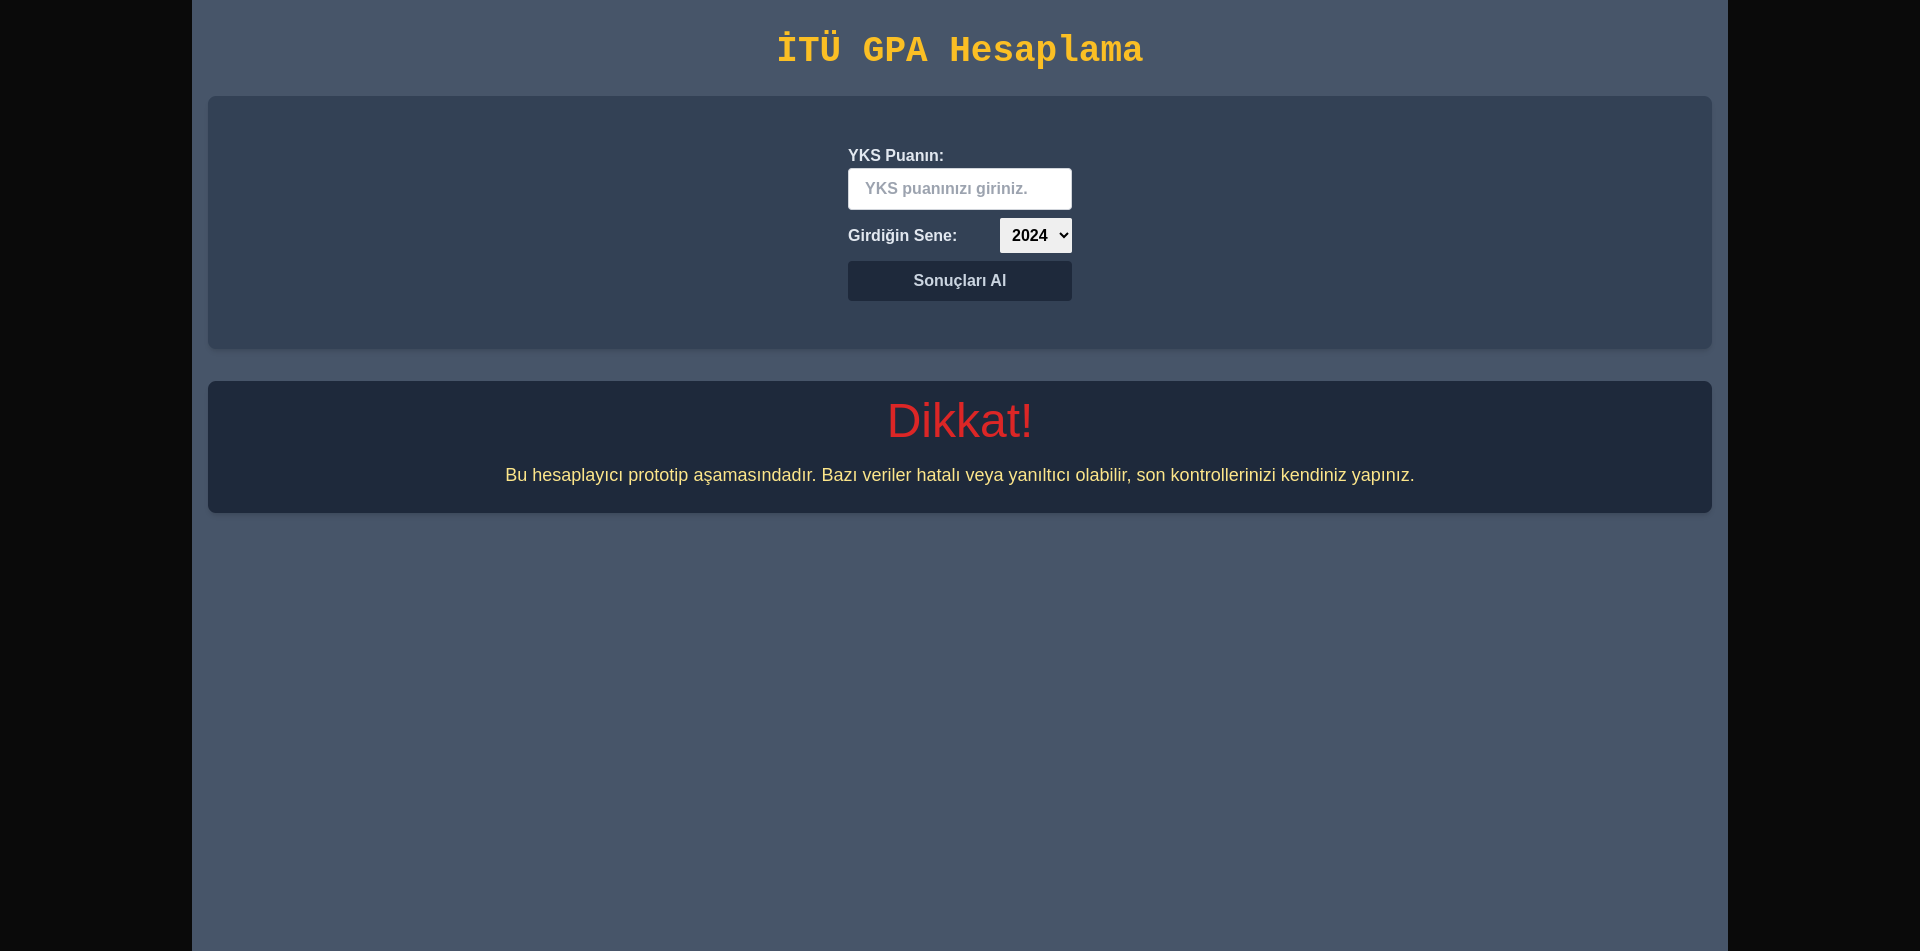 İTÜ GPA Hesaplama
YKS Puanın:
YKS puanınızı giriniz.
Girdiğin Sene: 2024
Sonuçları Al
Dikkat!
Bu hesaplayıcı prototip aşamasındadır. Bazı veriler hatalı veya yanıltıcı olabilir, son kontrollerinizi kendiniz yapınız.